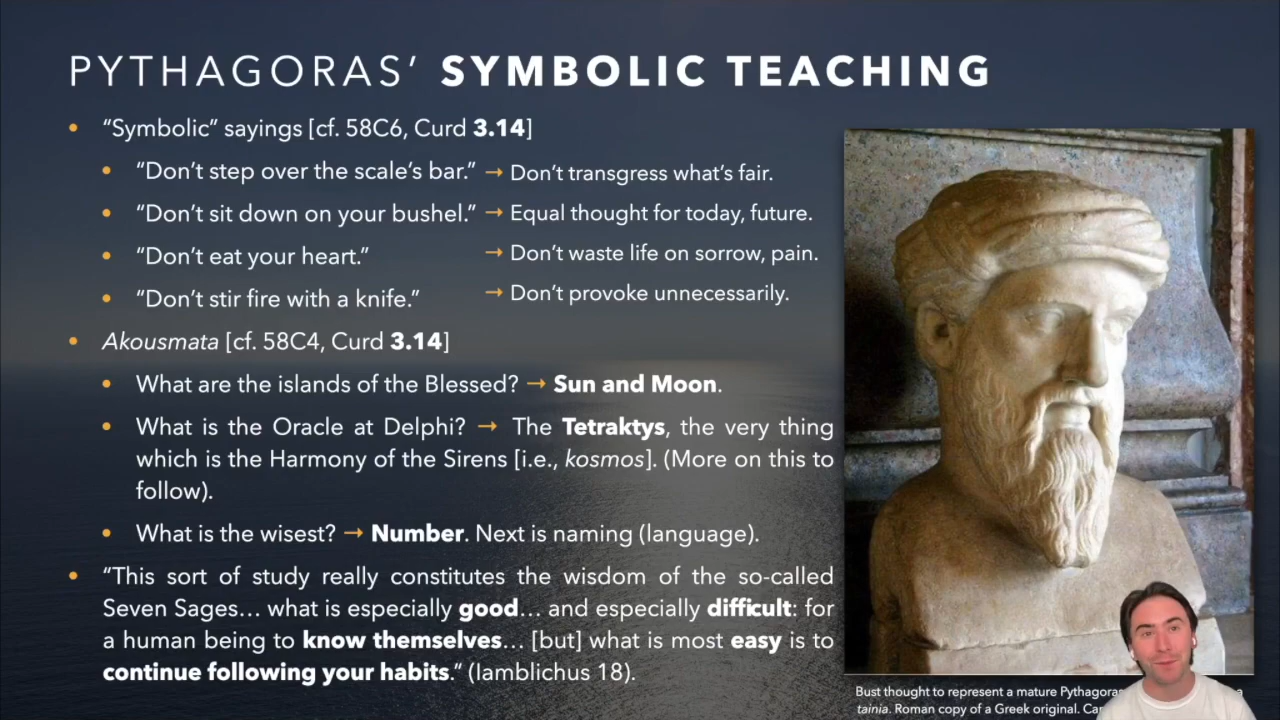 PYTHAGORAS’ SYMBOLIC TEACHING
• “Symbolic” sayings [cf. 58C6, Curd 3.14]
• “Don’t step over the scale’s bar.” → Don’t transgress what’s fair.
• “Don’t sit down on your bushel.” → Equal thought for today, future.
• “Don’t eat your heart.” → Don’t waste life on sorrow, pain.
• “Don’t stir fire with a knife.” → Don’t provoke unnecessarily.
• Akousmata [cf. 58C4, Curd 3.14]
• What are the islands of the Blessed? → Sun and Moon.
• What is the Oracle at Delphi? → The Tetraktys, the very thing
which is the Harmony of the Sirens [i.e., kosmos]. (More on this to
follow).
• What is the wisest? → Number. Next is naming (language).
• “This sort of study really constitutes the wisdom of the so-called
Seven Sages… what is especially good… and especially difficult: for
a human being to know themselves… [but] what is most easy is to
continue following your habits.” (Iamblichus 18).
Bust thought to represent a mature Pythagoras a
tainia. Roman copy of a Greek original.